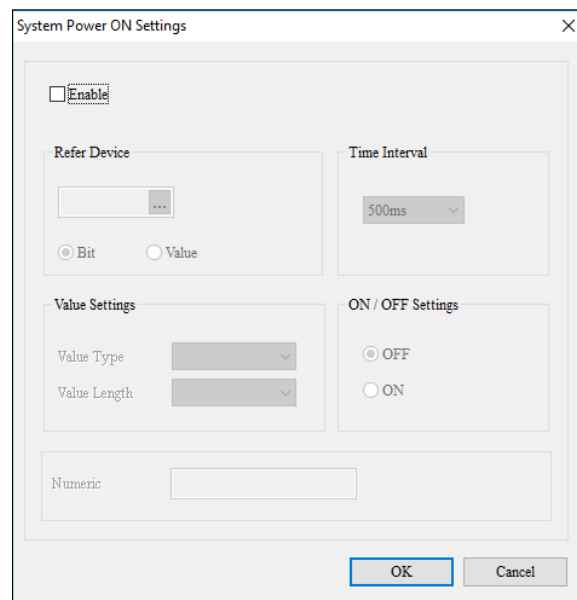 System Power ON Settings
Enable
Refer Device
...
Bit
Value
Time Interval
500ms
Value Settings
Value Type
Value Length
ON / OFF Settings
OFF
ON
Numeric
OK
Cancel